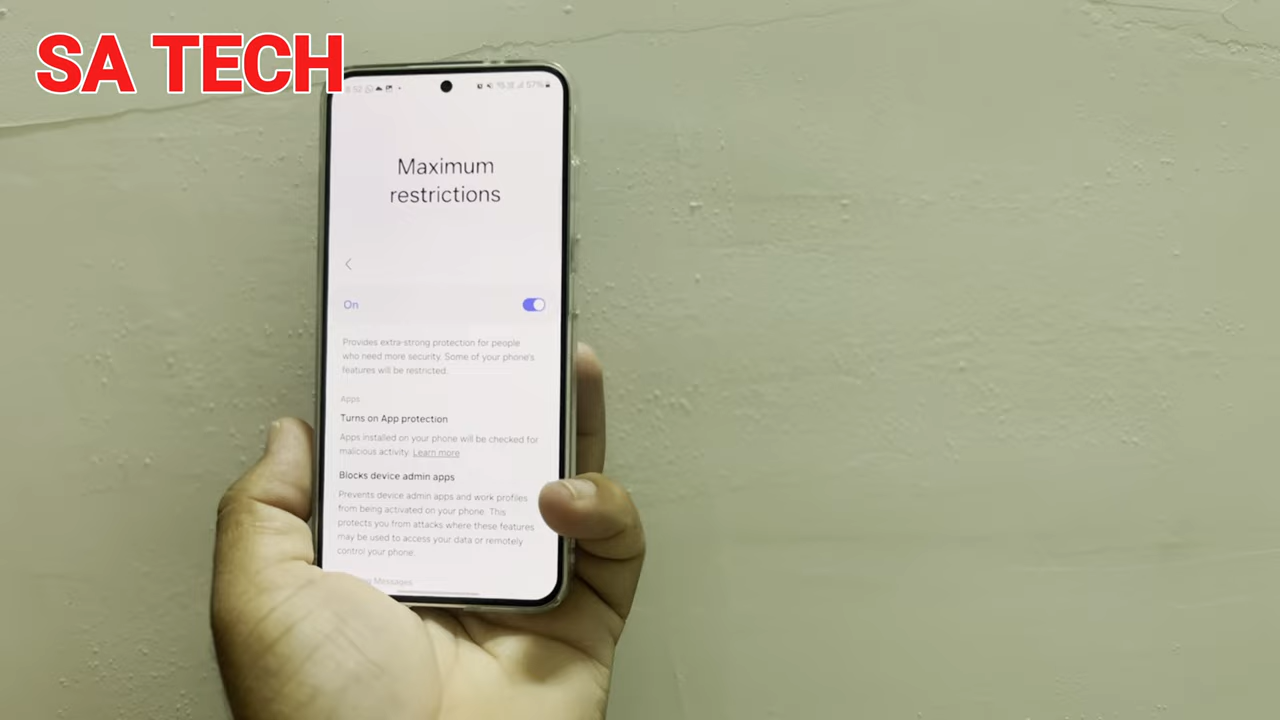 SA TECH
57%
Maximum
restrictions
On
Provides extra-strong protection for people
who need more security. Some of your phone's
features will be restricted.
Apps
Turns on App protection
Apps installed on your phone will be checked for
malicious activity. Learn more
Blocks device admin apps
Prevents device admin apps and work profiles
from being activated on your phone. This
protects you from attacks where these features
may be used to access your data or remotely
control your phone.
Messages